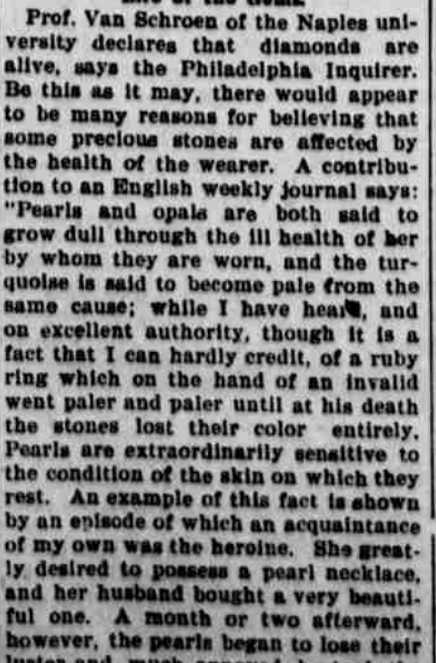 Prof. Van Schroen of the Naples uni-
versity declares that diamonds are
alive, says the Philadelphia Inquirer.
Be this as it may, there would appear
to be many reasons for believing that
some precious stones are affected by
the health of the wearer. A contribu-
tion to an English weekly journal says:
"Pearls and opals are both said to
grow dull through the ill health of her
by whom they are worn, and the tur-
quoise is said to become pale from the
same cause; while I have heard, and
on excellent authority, though it is a
fact that I can hardly credit, of a ruby
ring which on the hand of an invalid
went paler and paler until at his death
the stones lost their color entirely.
Pearls are extraordinarily sensitive to
the condition of the skin on which they
rest. An example of this fact is shown
by an episode of which an acquaintance
of my own was the heroine. She great-
ly desired to possess a pearl necklace,
and her husband bought a very beauti-
ful one. A month or two afterward,
however, the pearls began to lose their